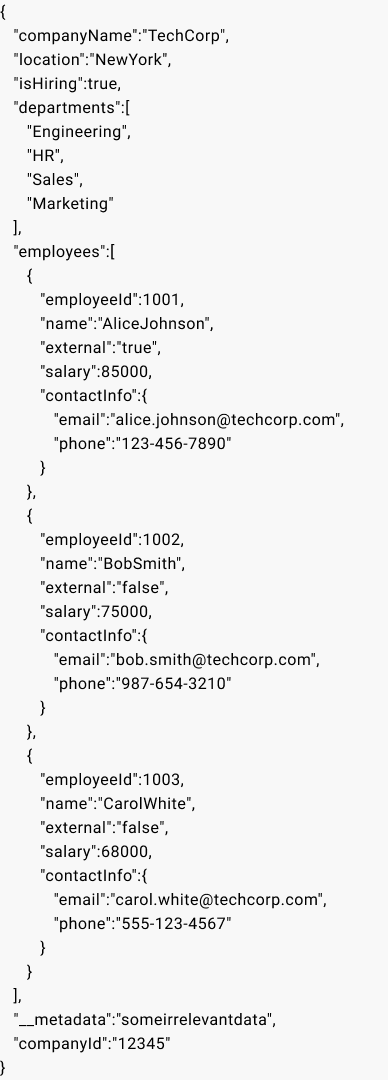 {
"companyName":"TechCorp",
"location":"NewYork",
"isHiring":true,
"departments":[
"Engineering",
"HR",
"Sales",
"Marketing"
],
"employees":[
{
"employeeId":1001,
"name":"AliceJohnson",
"external":"true",
"salary":85000,
"contactInfo":{
"email":"alice.johnson@techcorp.com",
"phone":"123-456-7890"
}
},
{
"employeeId":1002,
"name":"BobSmith",
"external":"false",
"salary":75000,
"contactInfo":{
"email":"bob.smith@techcorp.com",
"phone":"987-654-3210"
}
},
{
"employeeId":1003,
"name":"CarolWhite",
"external":"false",
"salary":68000,
"contactInfo":{
"email":"carol.white@techcorp.com",
"phone":"555-123-4567"
}
}
],
"__metadata":"someirrelevantdata",
"companyId":"12345"
}